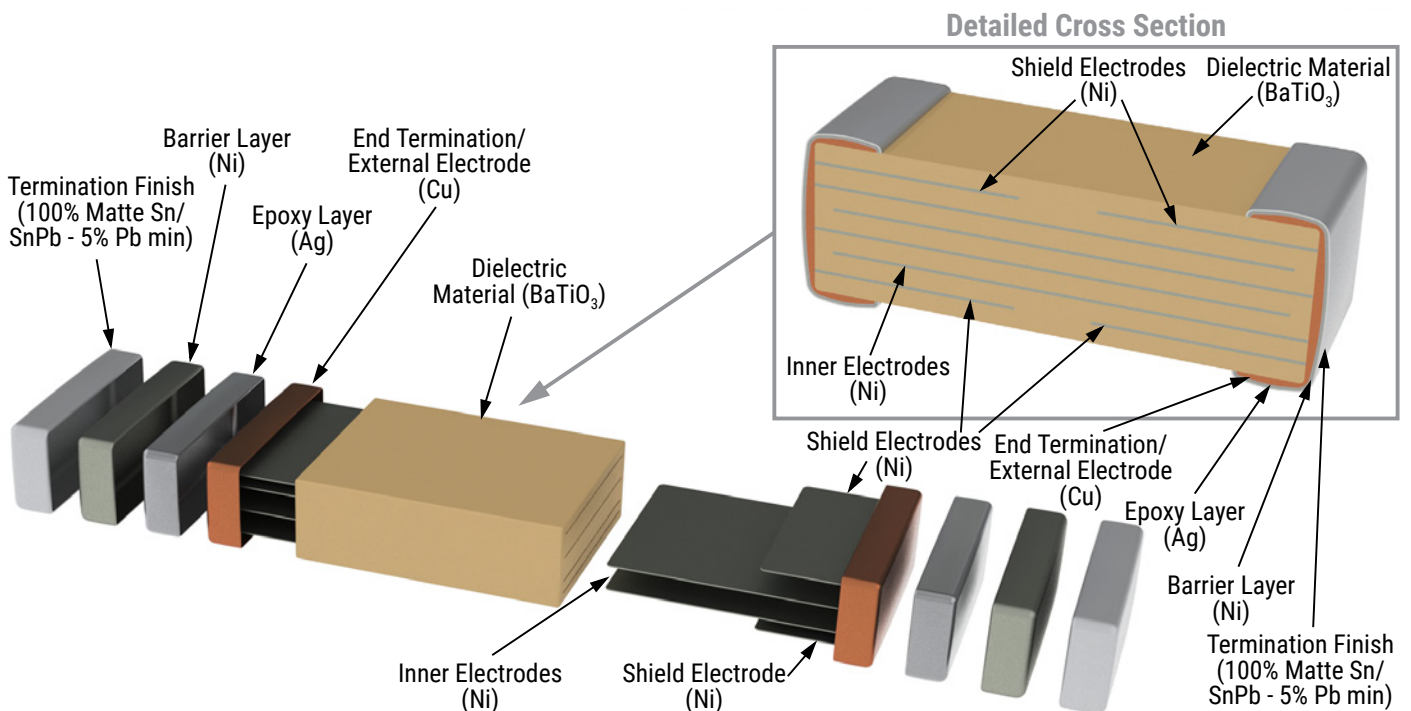 Detailed Cross Section
Shield Electrodes
(Ni)
Dielectric Material
(BaTiO₃)
Barrier Layer
(Ni)
End Termination/
External Electrode
(Cu)
Termination Finish
(100% Matte Sn/
SnPb - 5% Pb min)
Epoxy Layer
(Ag)
Dielectric
Material (BaTiO₃)
Inner Electrodes
(Ni)
Shield Electrodes
(Ni)
End Termination/
External Electrode
(Cu)
Epoxy Layer
(Ag)
Barrier Layer
(Ni)
Termination Finish
(100% Matte Sn/
SnPb - 5% Pb min)
Inner Electrodes
(Ni)
Shield Electrode
(Ni)